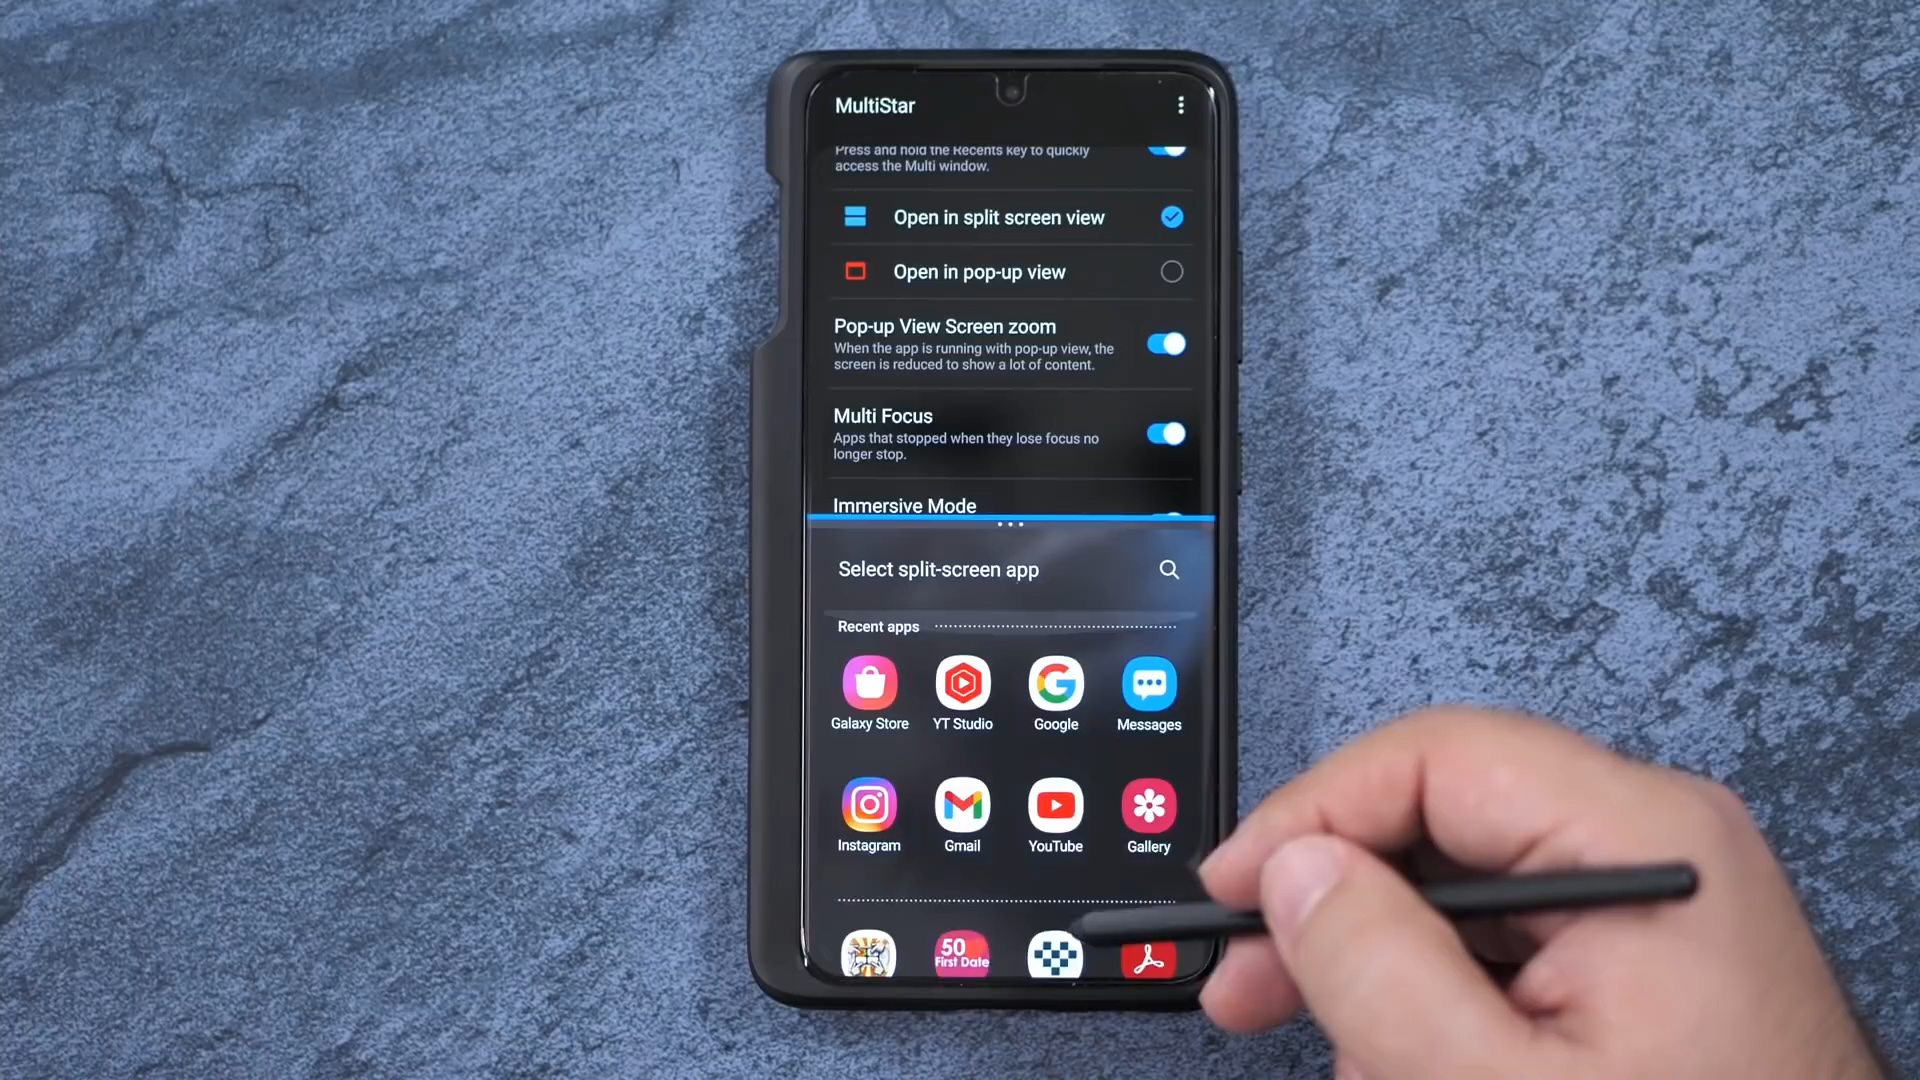 MultiStar
Press and hold the Recents key to quickly
access the Multi window.
Open in split screen view
Open in pop-up view
Pop-up View Screen zoom
When the app is running with pop-up view, the
screen is reduced to show a lot of content.
Multi Focus
Apps that stopped when they lose focus no
longer stop.
Immersive Mode
Select split-screen app
Recent apps
Galaxy Store
YT Studio
Google
Messages
Instagram
Gmail
YouTube
Gallery
50
First Date